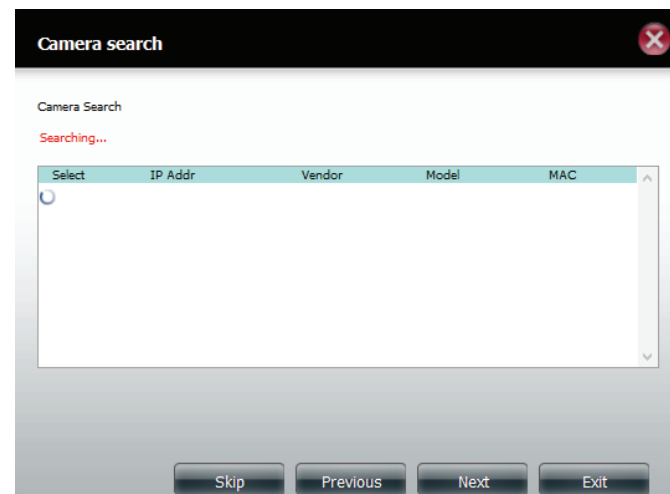 Camera search
Camera Search
Searching...
Select IP Addr Vendor Model MAC
Skip Previous Next Exit